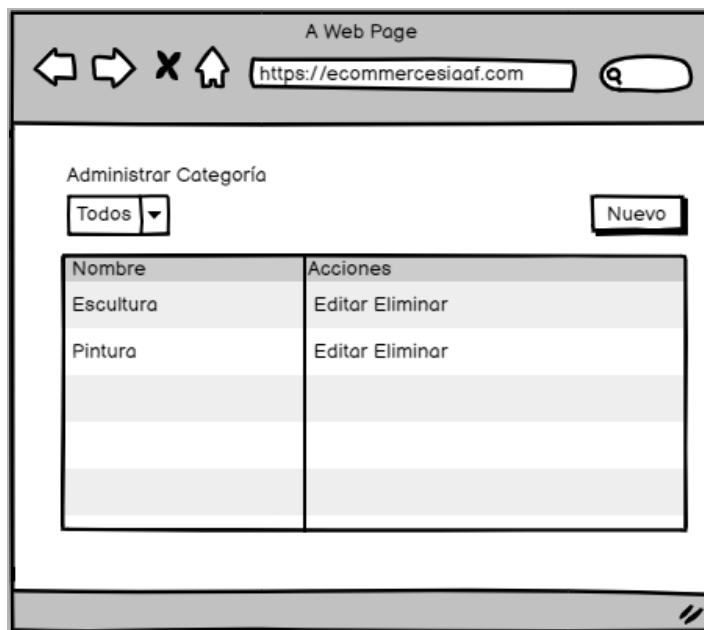 A Web Page
https://ecommercesiaaf.com
Administrar Categoría
Todos
Nuevo
Nombre Acciones
Escultura Editar Eliminar
Pintura Editar Eliminar